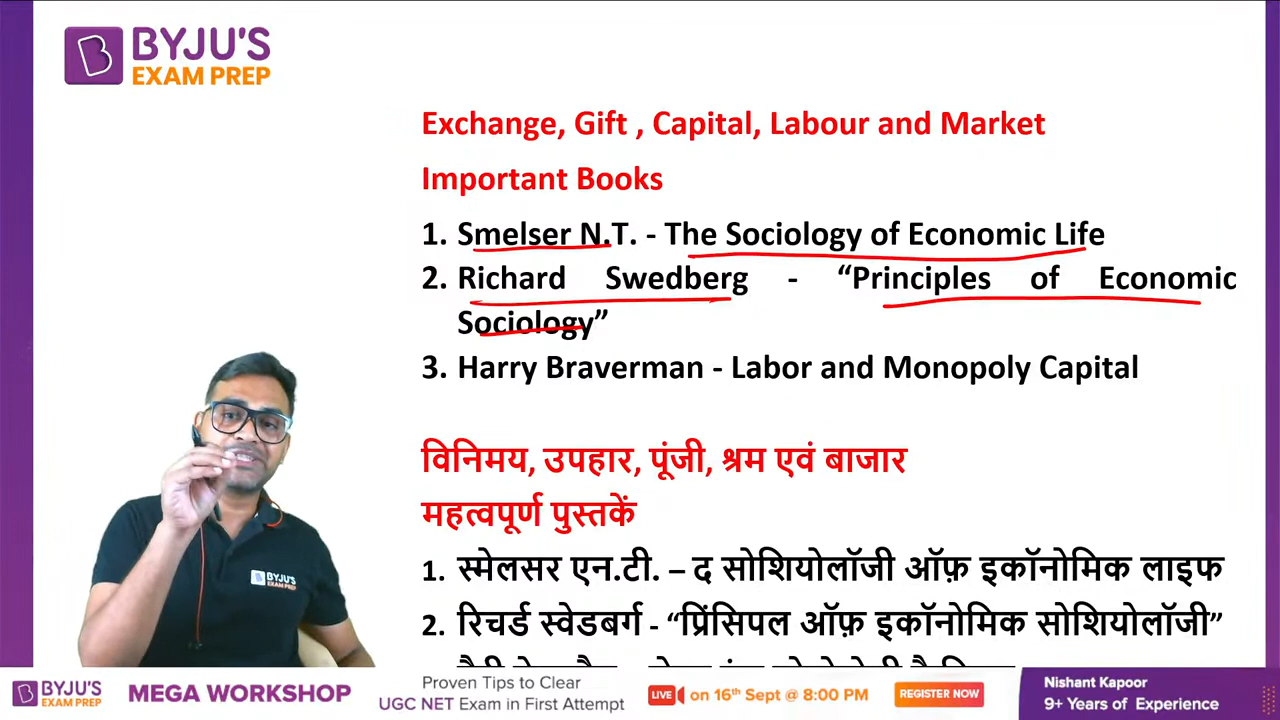 BYJU'S
EXAM PREP
Exchange, Gift , Capital, Labour and Market
Important Books
1. Smelser N.T. - The Sociology of Economic Life
2. Richard Swedberg - “Principles of Economic
Sociology”
3. Harry Braverman - Labor and Monopoly Capital
विनिमय, उपहार, पूंजी, श्रम एवं बाजार
महत्वपूर्ण पुस्तकें
1. स्मेलसर एन.टी. – द सोशियोलॉजी ऑफ़ इकॉनोमिक लाइफ
2. रिचर्ड स्वेडबर्ग - “प्रिंसिपल ऑफ़ इकॉनोमिक सोशियोलॉजी”
BYJU'S
EXAM PREP
BYJU'S
EXAM PREP
MEGA WORKSHOP
Proven Tips to Clear
UGC NET Exam in First Attempt
LIVE on 16th Sept @ 8:00 PM
REGISTER NOW
Nishant Kapoor
9+ Years of Experience